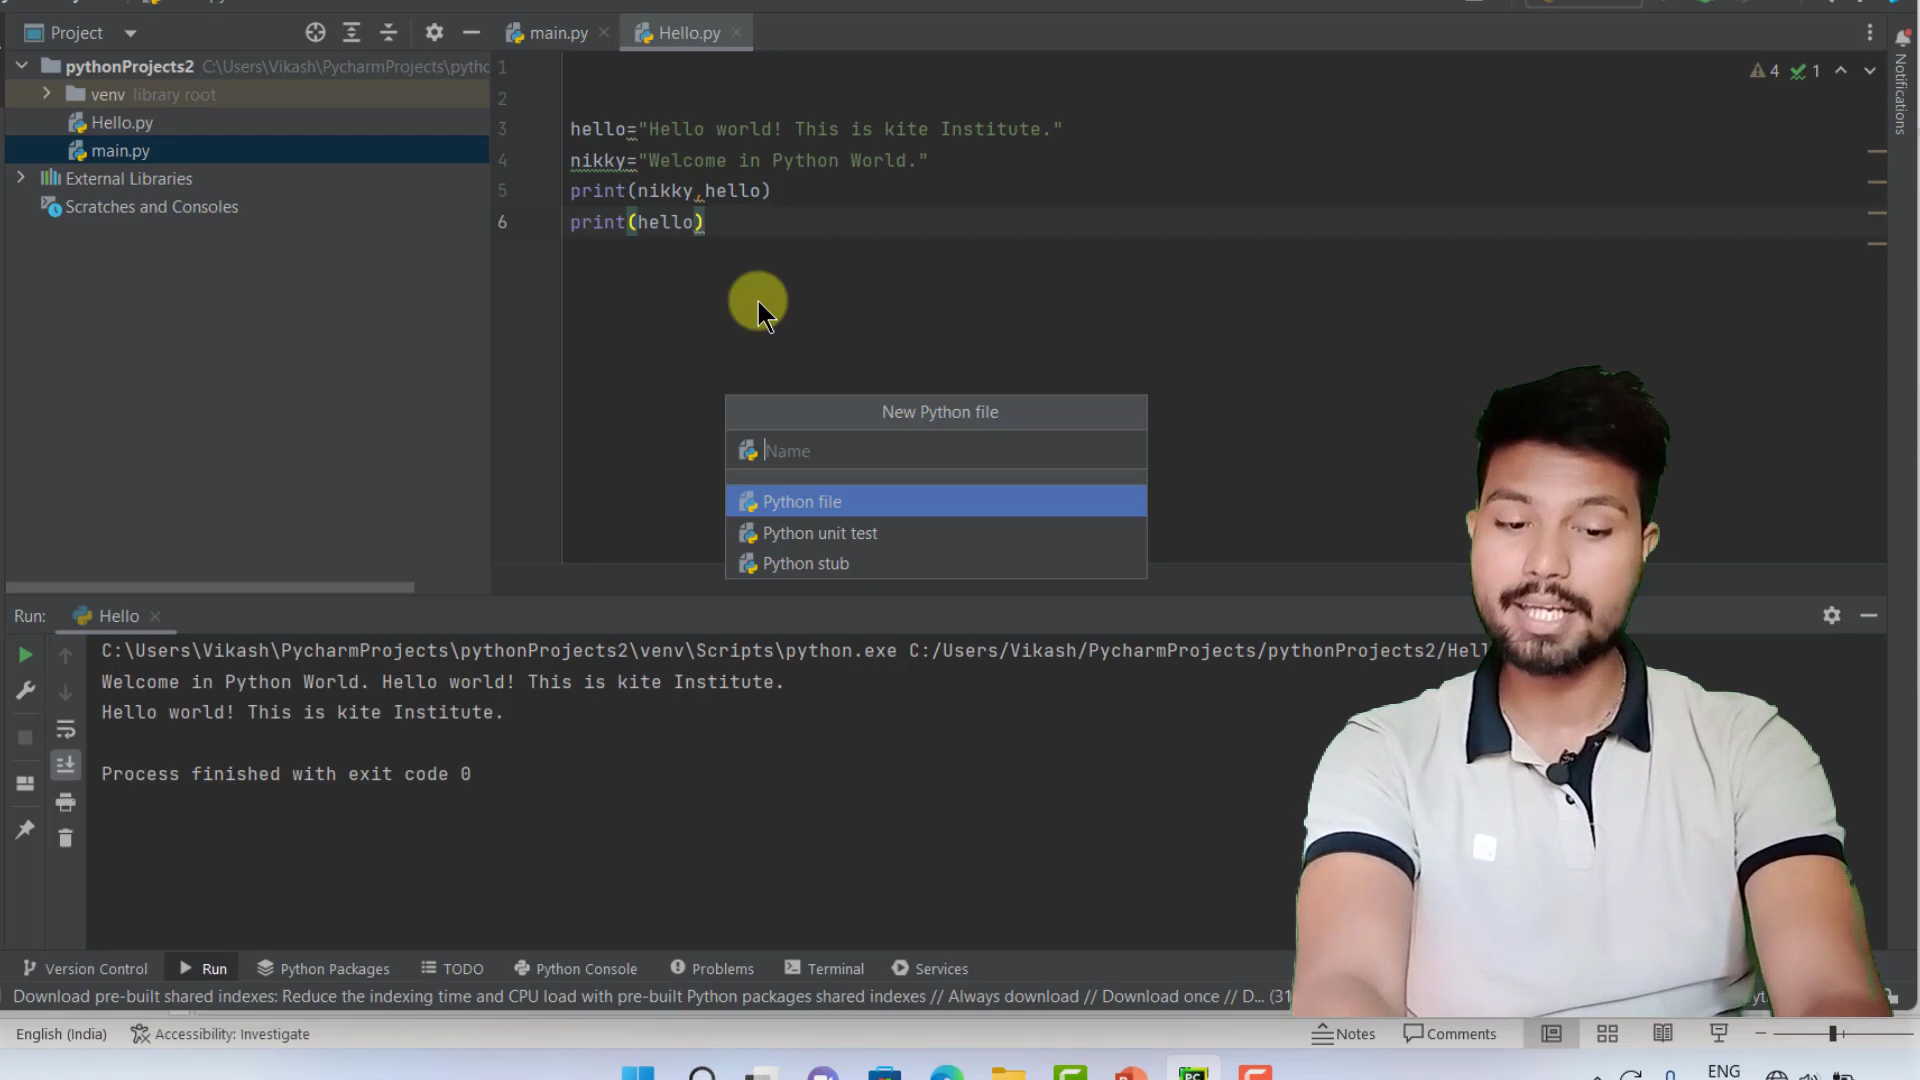 Project
main.py
Hello.py
pythonProjects2 C:\Users\Vikash\PycharmProjects\pythc
venv library root
Hello.py
main.py
External Libraries
Scratches and Consoles
4
1
Notifications
1
2
3 hello="Hello world! This is kite Institute."
4 nikky="Welcome in Python World."
5 print(nikky,hello)
6 print(hello)
New Python file
Name
Python file
Python unit test
Python stub
Run: Hello
C:\Users\Vikash\PycharmProjects\pythonProjects2\venv\Scripts\python.exe C:/Users/Vikash/PycharmProjects/pythonProjects2/Hell
Welcome in Python World. Hello world! This is kite Institute.
Hello world! This is kite Institute.
Process finished with exit code 0
Version Control Run Python Packages TODO Python Console Problems Terminal Services
Download pre-built shared indexes: Reduce the indexing time and CPU load with pre-built Python packages shared indexes // Always download // Download once // D... (31
English (India) Accessibility: Investigate Notes Comments
PC
ENG